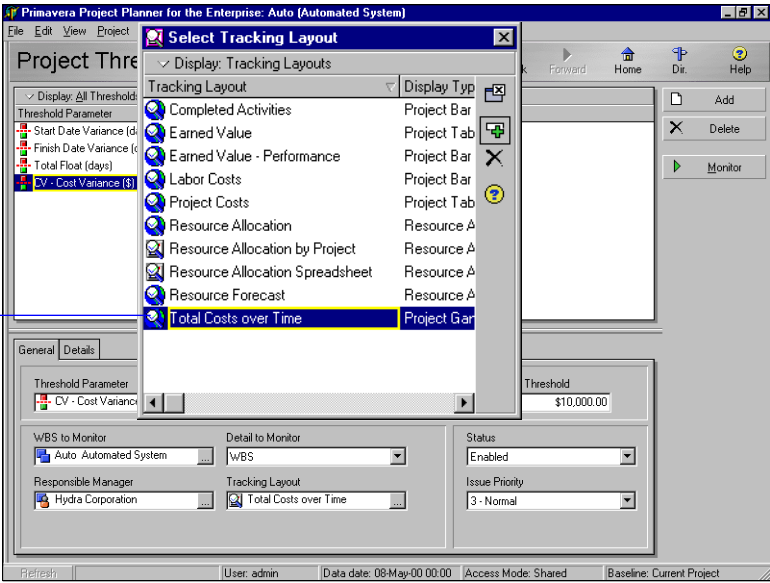 Primavera Project Planner for the Enterprise: Auto (Automated System)
File Edit View Project
Project Thre
Forward Home Dir. Help
Display: All Threshold
Threshold Parameter
Start Date Variance (d
Finish Date Variance (
Total Float (days)
CV - Cost Variance ($)
Select Tracking Layout
Display: Tracking Layouts
Tracking Layout Display Typ
Completed Activities Project Bar
Earned Value Project Tab
Earned Value - Performance Project Bar
Labor Costs Project Bar
Project Costs Project Tab
Resource Allocation Resource A
Resource Allocation by Project Resource A
Resource Allocation Spreadsheet Resource A
Resource Forecast Resource A
Total Costs over Time Project Gan
Add
Delete
Monitor
General Details
Threshold Parameter Threshold
CV - Cost Variance $10,000.00
WBS to Monitor Detail to Monitor Status
Auto Automated System ... WBS Enabled
Responsible Manager Tracking Layout Issue Priority
Hydra Corporation ... Total Costs over Time ... 3 - Normal
Refresh User: admin Data date: 08-May-00 00:00 Access Mode: Shared Baseline: Current Project